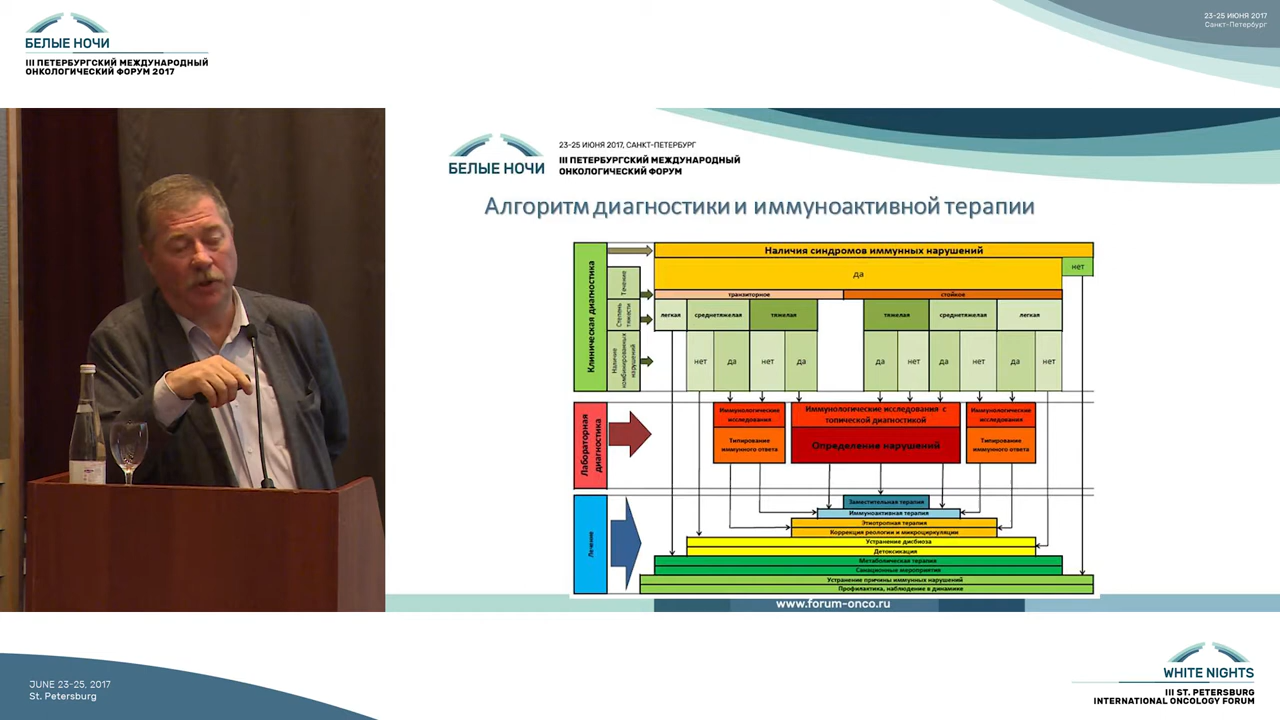 БЕЛЫЕ НОЧИ
III ПЕТЕРБУРГСКИЙ МЕЖДУНАРОДНЫЙ
ОНКОЛОГИЧЕСКИЙ ФОРУМ 2017
23-25 ИЮНЯ 2017
Санкт-Петербург
БЕЛЫЕ НОЧИ
23-25 ИЮНЯ 2017, САНКТ-ПЕТЕРБУРГ
III ПЕТЕРБУРГСКИЙ МЕЖДУНАРОДНЫЙ
ОНКОЛОГИЧЕСКИЙ ФОРУМ
Алгоритм диагностики и иммуноактивной терапии
Клиническая диагностика
Наличия синдромов иммунных нарушений
да
нет
Течение
транзиторное
стойкое
Степень
тяжести
легкая
среднетяжелая
тяжелая
тяжелая
среднетяжелая
легкая
Наличие
комбинированных
нарушений
нет
да
нет
да
да
нет
да
нет
да
нет
Лабораторная
диагностика
Иммунологические
исследования
Типирование
иммунного ответа
Иммунологические исследования с
топической диагностикой
Определение нарушений
Иммунологические
исследования
Типирование
иммунного ответа
Лечение
Заместительная терапия
Иммуноактивная терапия
Этиотропная терапия
Коррекция реологии и микроциркуляции
Устранение дисбиоза
Детоксикация
Метаболическая терапия
Санационные мероприятия
Устранение причины иммунных нарушений
Профилактика, наблюдение в динамике
www.forum-onco.ru
JUNE 23-25, 2017
St. Petersburg
WHITE NIGHTS
III ST. PETERSBURG
INTERNATIONAL ONCOLOGY FORUM